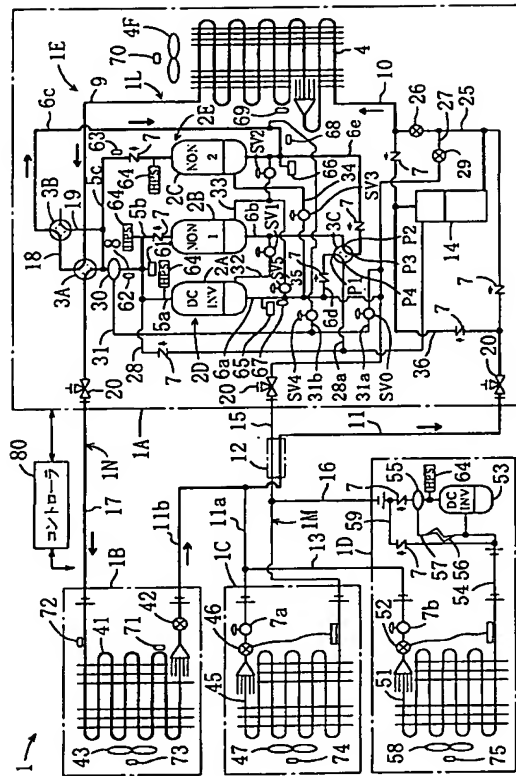 1
80
コントローラ
1A
1E
4F
70
1L
9
6c
3B
5c
63
7
2E
2C
64
HPS
NON
2
SV2
69
4
10
19
18
3A
8
30
62
61
5b
64
HPS
7
2B
NON
1
33
SV1
6b
66
6e
68
34
SV3
26
25
27
29
31
28
5a
64
HPS
2A
DC
INV
2D
32
SV5
35
3C
P1
P2
P3
P4
14
7
6a
65
67
6d
SV4
31b
28a
31a
SV0
36
7
20
20
20
17
1N
15
12
11
11a
11b
16
1M
13
1B
72
41
43
73
71
42
1C
46
7a
45
47
74
1D
59
7
55
HPS
64
DC
INV
53
57
56
7
54
52
51
7b
58
75